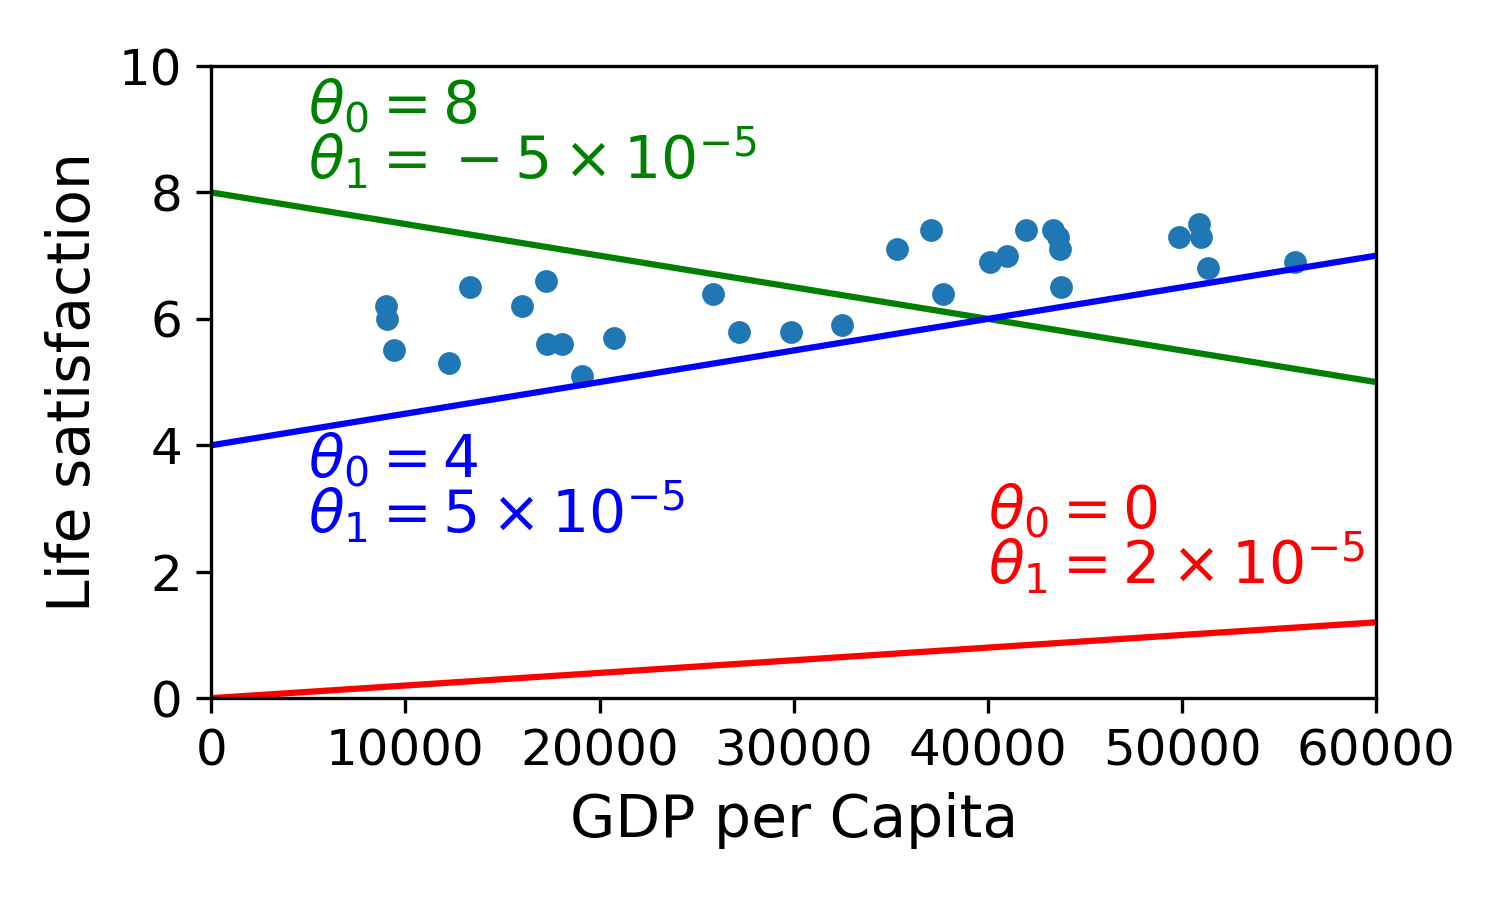 10
θ₀ = 8
θ₁ = − 5 × 10⁻⁵
8
6
4
θ₀ = 4
θ₁ = 5 × 10⁻⁵
θ₀ = 0
θ₁ = 2 × 10⁻⁵
2
0
Life satisfaction
0 10000 20000 30000 40000 50000 60000
GDP per Capita